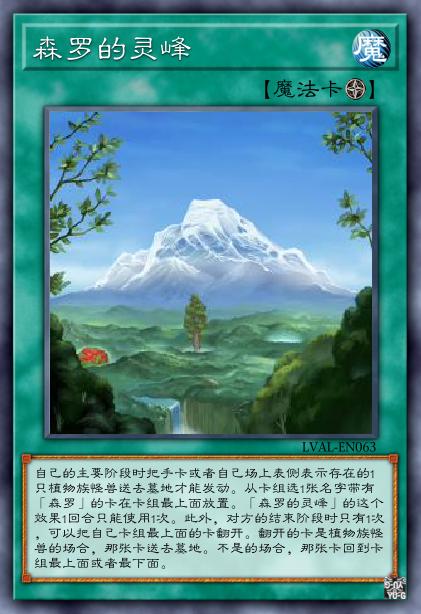 森罗的灵峰
魔
【魔法卡】
LVAL-EN063
自己的主要阶段时把手卡或者自己场上表侧表示存在的1
只植物族怪兽送去墓地才能发动。从卡组选1张名字带有
「森罗」的卡在卡组最上面放置。「森罗的灵峰」的这个
效果1回合只能使用1次。此外，对方的结束阶段时只有1次
，可以把自己卡组最上面的卡翻开。翻开的卡是植物族怪
兽的场合，那张卡送去墓地。不是的场合，那张卡回到卡
组最上面或者最下面。